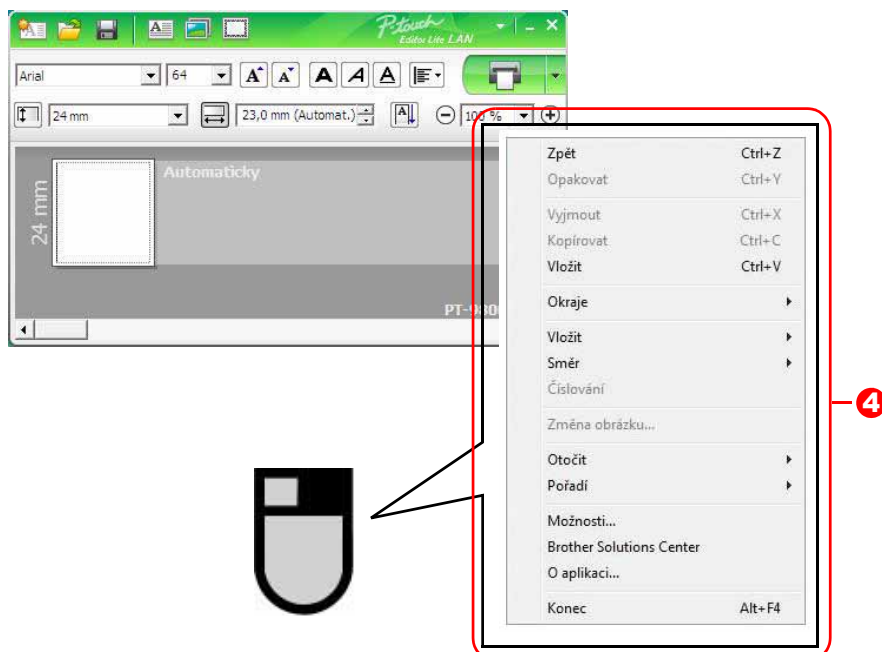 P-touch
Editor Lite LAN
Arial 64 A A A A A
24 mm 23,0 mm (Automat.) A 100 %
24 mm
Automaticky
Zpět Ctrl+Z
Opakovat Ctrl+Y
Vyjmout Ctrl+X
Kopírovat Ctrl+C
Vložit Ctrl+V
Okraje
Vložit
Směr
Číslování
Změna obrázku...
Otočit
Pořadí
Možnosti...
Brother Solutions Center
O aplikaci...
Konec Alt+F4
4